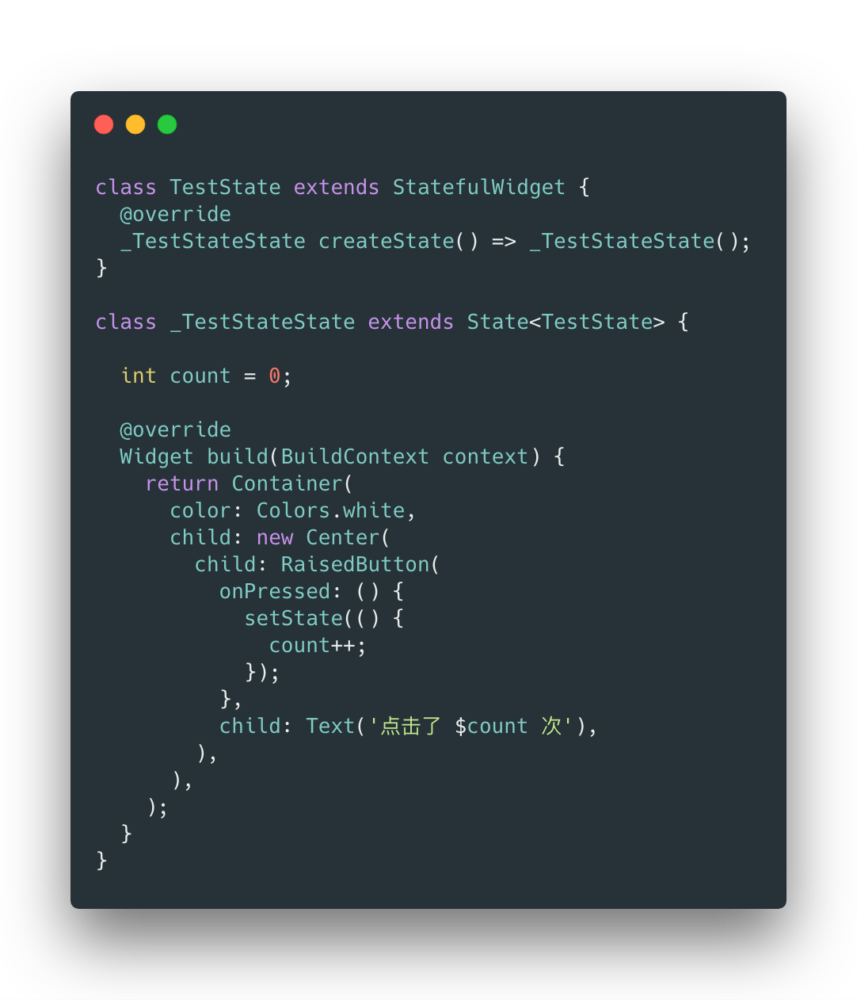 class TestState extends StatefulWidget {
  @override
  _TestStateState createState() => _TestStateState();
}

class _TestStateState extends State<TestState> {

  int count = 0;

  @override
  Widget build(BuildContext context) {
    return Container(
      color: Colors.white,
      child: new Center(
        child: RaisedButton(
          onPressed: () {
            setState(() {
              count++;
            });
          },
          child: Text('点击了 $count 次'),
        ),
      ),
    );
  }
}